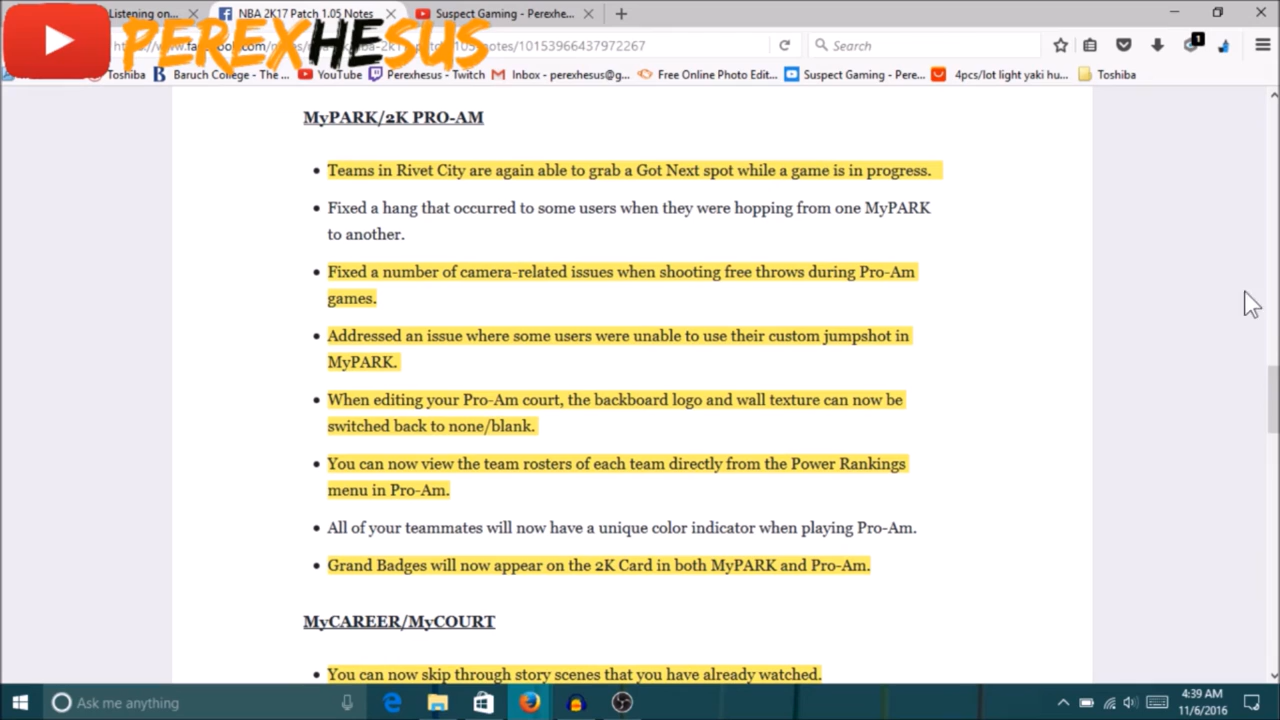 Listening on...
NBA 2K17 Patch 1.05 Notes
Suspect Gaming - Perexhe...
PEREXHESUS
notes/10153966437972267
Search
1
Toshiba
Baruch College - The ...
YouTube
Perexhesus - Twitch
Inbox - perexhesus@g...
Free Online Photo Edit...
Suspect Gaming - Pere...
4pcs/lot light yaki hu...
Toshiba
MyPARK/2K PRO-AM
• Teams in Rivet City are again able to grab a Got Next spot while a game is in progress.
• Fixed a hang that occurred to some users when they were hopping from one MyPARK
to another.
• Fixed a number of camera-related issues when shooting free throws during Pro-Am
games.
• Addressed an issue where some users were unable to use their custom jumpshot in
MyPARK.
• When editing your Pro-Am court, the backboard logo and wall texture can now be
switched back to none/blank.
• You can now view the team rosters of each team directly from the Power Rankings
menu in Pro-Am.
• All of your teammates will now have a unique color indicator when playing Pro-Am.
• Grand Badges will now appear on the 2K Card in both MyPARK and Pro-Am.
MyCAREER/MyCOURT
• You can now skip through story scenes that you have already watched.
Ask me anything
4:39 AM
11/6/2016